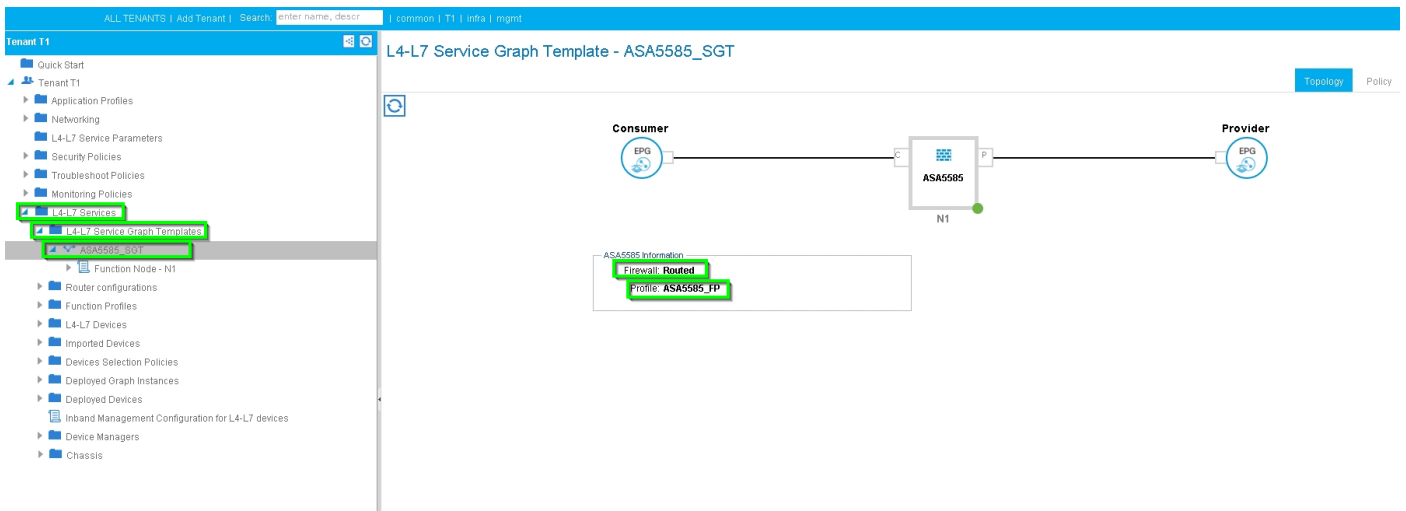 ALL TENANTS | Add Tenant | Search: enter name, descr | common | T1 | infra | mgmt
Tenant T1
Quick Start
Tenant T1
Application Profiles
Networking
L4-L7 Service Parameters
Security Policies
Troubleshoot Policies
Monitoring Policies
L4-L7 Services
L4-L7 Service Graph Templates
ASA5585_SGT
Function Node - N1
Router configurations
Function Profiles
L4-L7 Devices
Imported Devices
Devices Selection Policies
Deployed Graph Instances
Deployed Devices
Inband Management Configuration for L4-L7 devices
Device Managers
Chassis
L4-L7 Service Graph Template - ASA5585_SGT
Topology Policy
Consumer
Provider
EPG
C
P
EPG
ASA5585
N1
ASA5585 Information
Firewall: Routed
Profile: ASA5585_FP